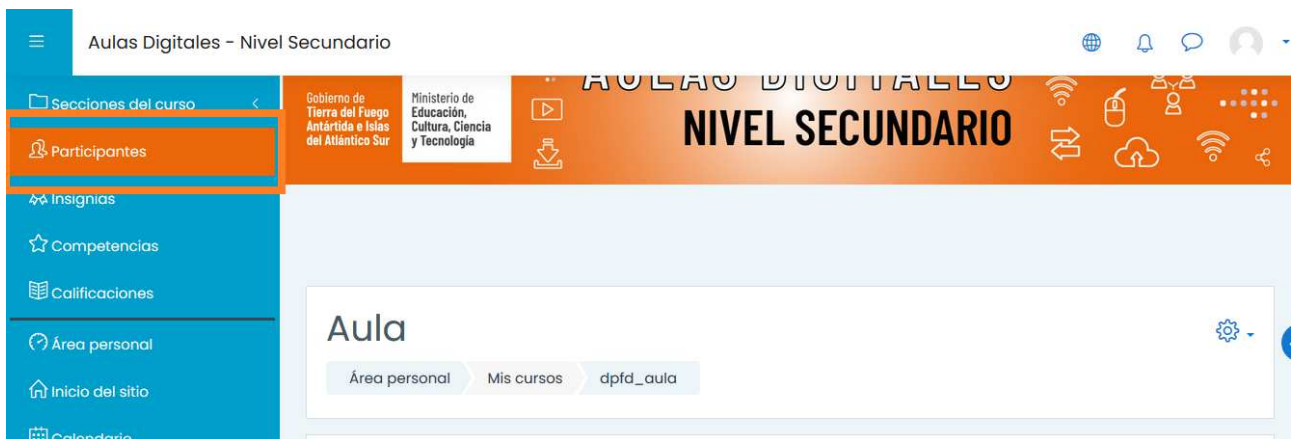 Aulas Digitales - Nivel Secundario
Secciones del curso
Participantes
Insignias
Competencias
Calificaciones
Área personal
Inicio del sitio
Calendario
Gobierno de
Tierra del Fuego
Antártida e Islas
del Atlántico Sur
Ministerio de
Educación,
Cultura, Ciencia
y Tecnología
AULAS DIGITALES
NIVEL SECUNDARIO
Aula
Área personal
Mis cursos
dpfd_aula